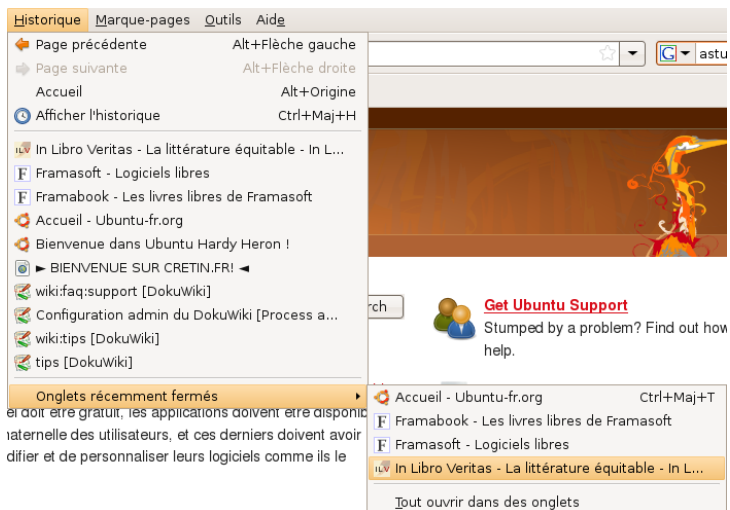 Historique Marque-pages Outils Aide
Page précédente Alt+Flèche gauche
Page suivante Alt+Flèche droite
Accueil Alt+Origine
Afficher l'historique Ctrl+Maj+H
G astu
In Libro Veritas - La littérature équitable - In L...
Framasoft - Logiciels libres
Framabook - Les livres libres de Framasoft
Accueil - Ubuntu-fr.org
Bienvenue dans Ubuntu Hardy Heron !
► BIENVENUE SUR CRETIN.FR! ◄
wiki:faq:support [DokuWiki]
Configuration admin du DokuWiki [Process a...
wiki:tips [DokuWiki]
tips [DokuWiki]
Onglets récemment fermés
rch
Get Ubuntu Support
Stumped by a problem? Find out how
help.
el doit être gratuit, les applications doivent être disponib
naternelle des utilisateurs, et ces derniers doivent avoir
difier et de personnaliser leurs logiciels comme ils le
Accueil - Ubuntu-fr.org Ctrl+Maj+T
Framabook - Les livres libres de Framasoft
Framasoft - Logiciels libres
In Libro Veritas - La littérature équitable - In L...
Tout ouvrir dans des onglets